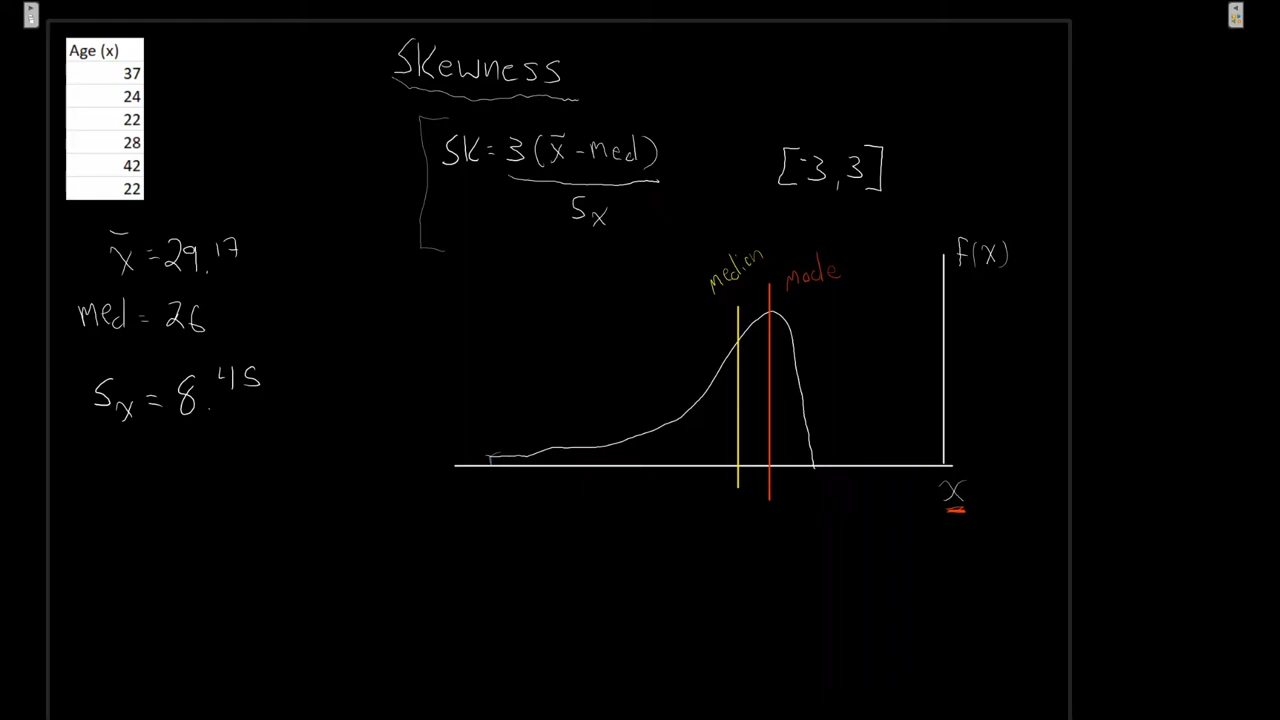 Age (x)
37
24
22
28
42
22
Skewness
SK = 3(x̄ - med)
Sx
[-3, 3]
x̄ = 29.17
med = 26
Sx = 8.45
median
mode
F(x)
x